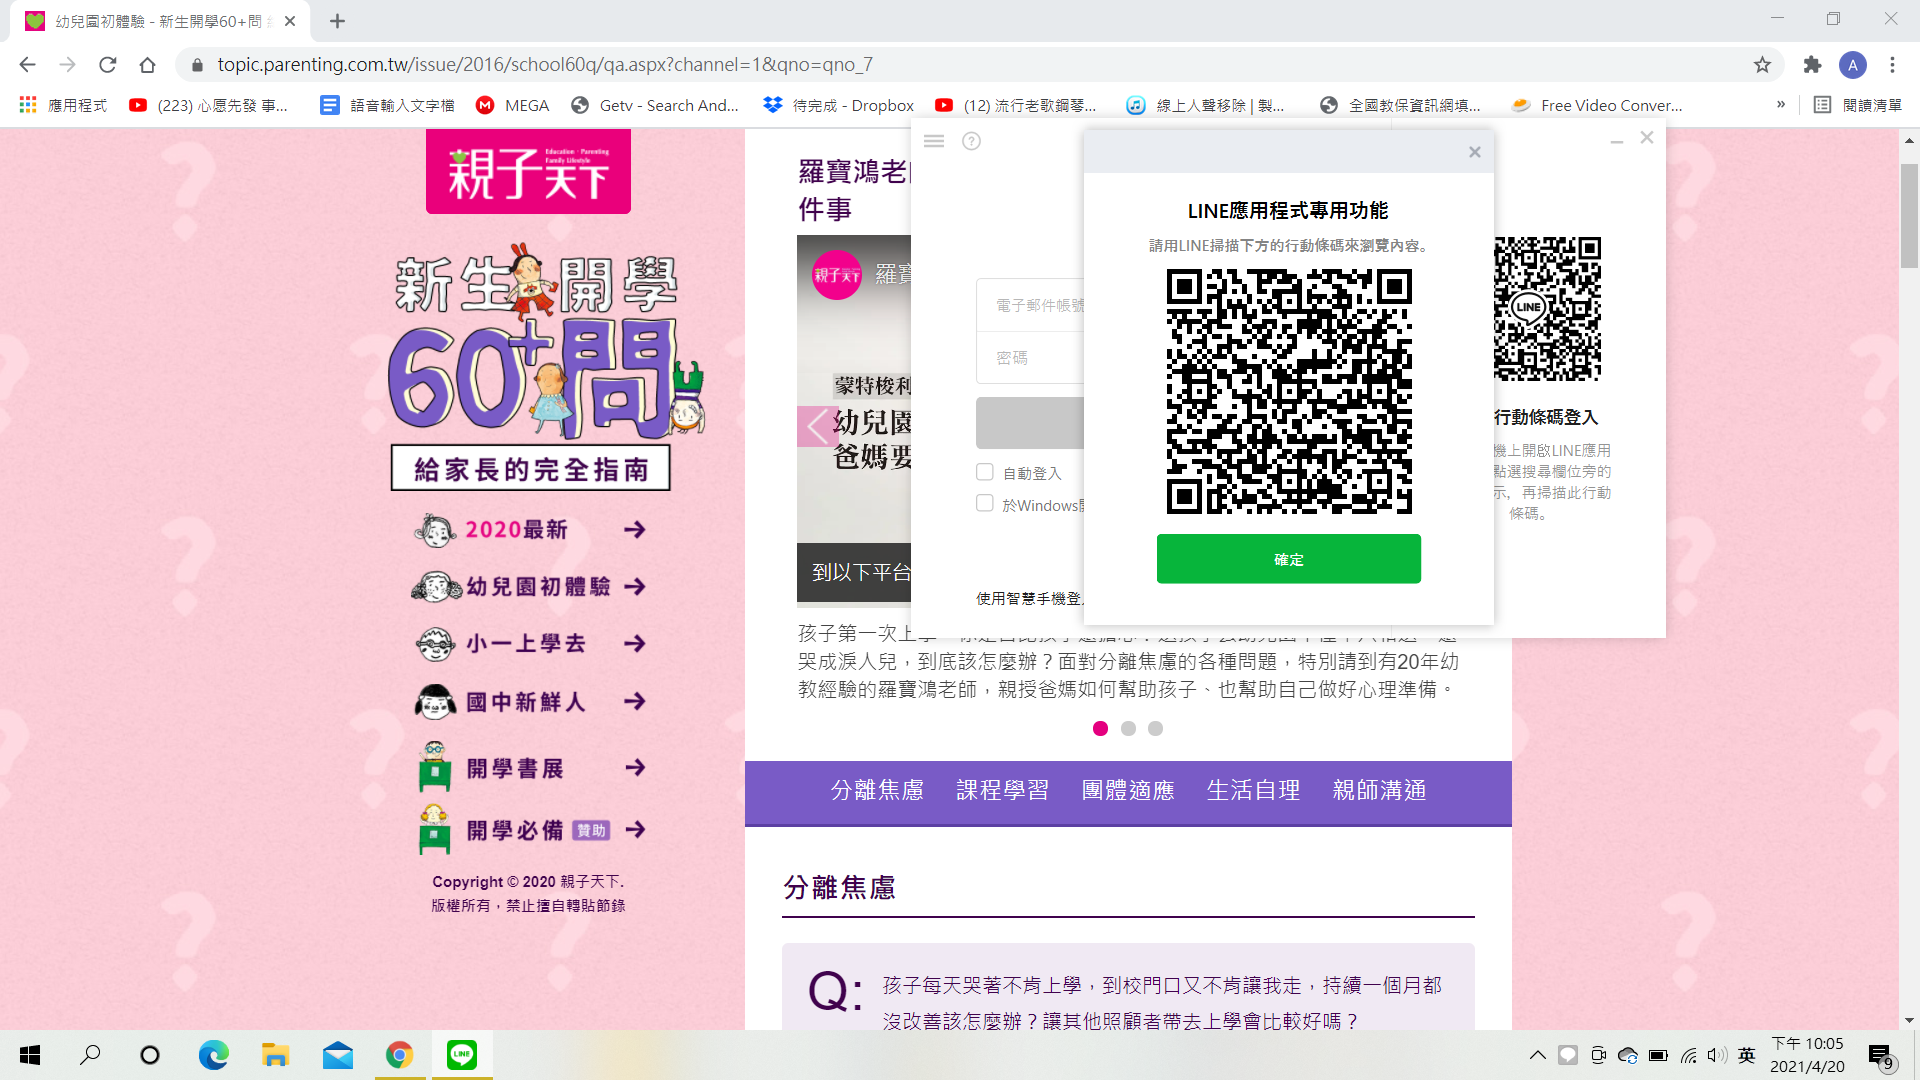 幼兒園初體驗 - 新生開學60+問
topic.parenting.com.tw/issue/2016/school60q/qa.aspx?channel=1&qno=qno_7
A
應用程式
(223) 心愿先發 事...
語音輸入文字檔
MEGA
Getv - Search And...
待完成 - Dropbox
(12) 流行老歌鋼琴...
線上人聲移除 | 製...
全國教保資訊網填...
Free Video Conver...
»
閱讀清單
Education・Parenting
Family Lifestyle
親子天下
新生開學
60+問
給家長的完全指南
2020最新
幼兒園初體驗
小一上學去
國中新鮮人
開學書展
開學必備 贊助
Copyright © 2020 親子天下.
版權所有，禁止擅自轉貼節錄
羅寶鴻老
件事
親子天下
羅寶
蒙特梭利
幼兒園
爸媽要
到以下平台
電子郵件帳號
密碼
自動登入
於Windows開
使用智慧手機登入
LINE應用程式專用功能
請用LINE掃描下方的行動條碼來瀏覽內容。
確定
LINE
行動條碼登入
機上開啟LINE應用
點選搜尋欄位旁的
示，再掃描此行動
條碼。
孩子第一次上
哭成淚人兒，到底該怎麼辦？面對分離焦慮的各種問題，特別請到有20年幼
教經驗的羅寶鴻老師，親授爸媽如何幫助孩子、也幫助自己做好心理準備。
分離焦慮 課程學習 團體適應 生活自理 親師溝通
分離焦慮
Q: 孩子每天哭著不肯上學，到校門口又不肯讓我走，持續一個月都
沒改善該怎麼辦？讓其他照顧者帶去上學會比較好嗎？
LINE
英
下午 10:05
2021/4/20
9